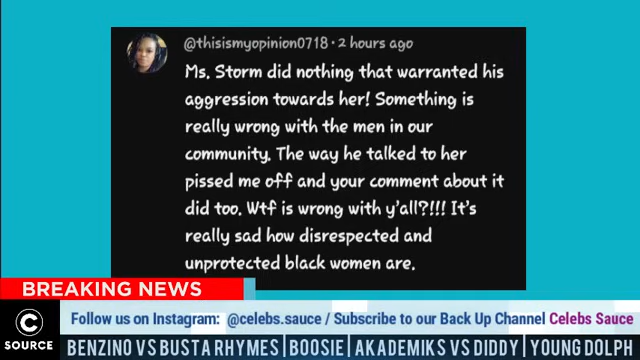 @thisismyopinion0718 • 2 hours ago
Ms. Storm did nothing that warranted his
aggression towards her! Something is
really wrong with the men in our
community. The way he talked to her
pissed me off and your comment about it
did too. Wtf is wrong with y'all?!!! It's
really sad how disrespected and
unprotected black women are.
BREAKING NEWS
Follow us on Instagram: @celebs.sauce / Subscribe to our Back Up Channel Celebs Sauce
C
SOURCE
BENZINO VS BUSTA RHYMES | BOOSIE | AKADEMIKS VS DIDDY | YOUNG DOLPH